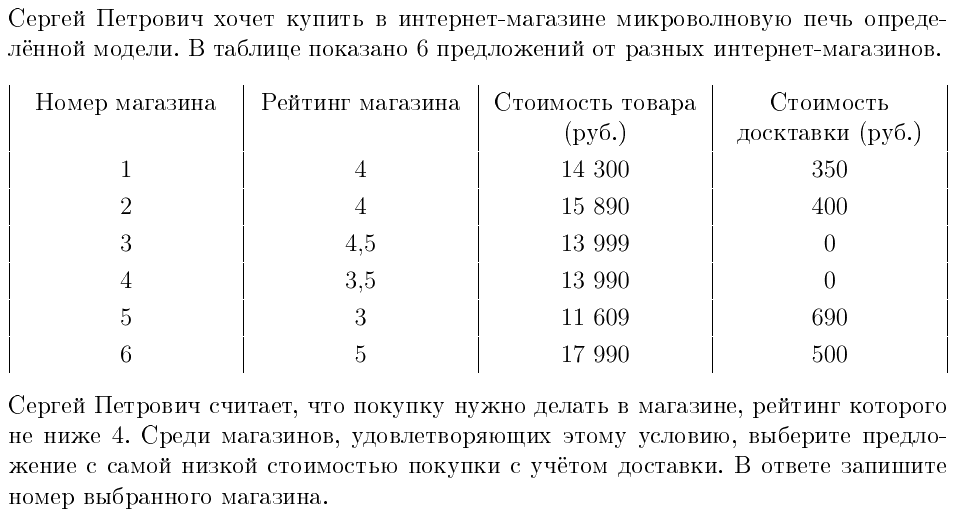 Сергей Петрович хочет купить в интернет-магазине микроволновую печь опреде-
лённой модели. В таблице показано 6 предложений от разных интернет-магазинов.
Номер магазина Рейтинг магазина Стоимость товара Стоимость
(руб.) досктавки (руб.)
1 4 14 300 350
2 4 15 890 400
3 4,5 13 999 0
4 3,5 13 990 0
5 3 11 609 690
6 5 17 990 500
Сергей Петрович считает, что покупку нужно делать в магазине, рейтинг которого
не ниже 4. Среди магазинов, удовлетворяющих этому условию, выберите предло-
жение с самой низкой стоимостью покупки с учётом доставки. В ответе запишите
номер выбранного магазина.